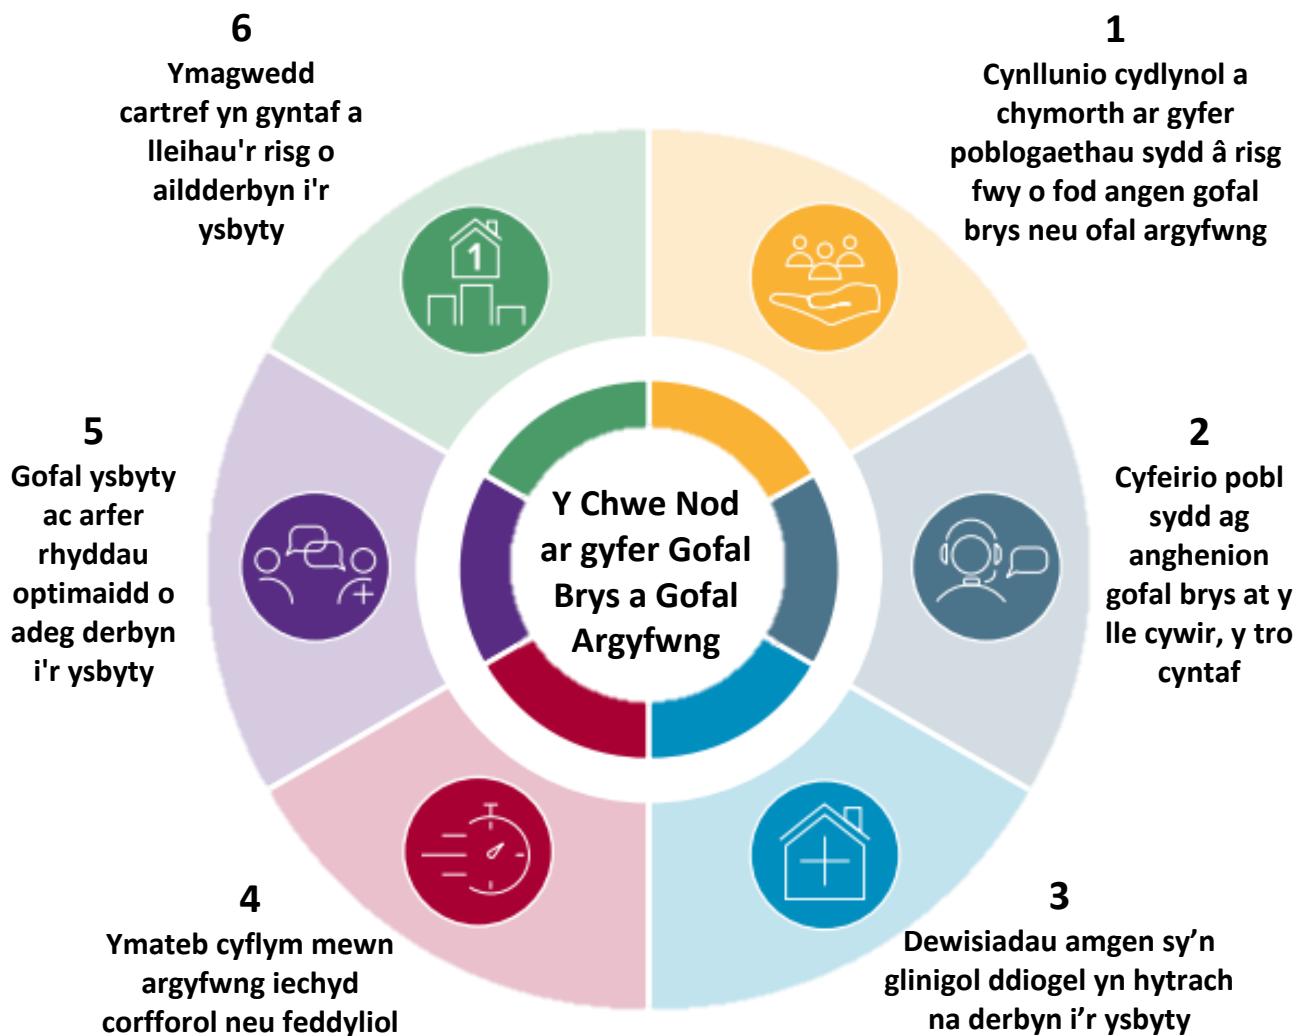 6
Ymagwedd
cartref yn gyntaf a
lleihau'r risg o
aildderbyn i'r
ysbyty
1
Cynllunio cydlynol a
chymorth ar gyfer
poblogaethau sydd â risg
fwy o fod angen gofal
brys neu ofal argyfwng
1
5
Gofal ysbyty
ac arfer
rhyddau
optimaidd o
adeg derbyn
i'r ysbyty
Y Chwe Nod
ar gyfer Gofal
Brys a Gofal
Argyfwng
2
Cyfeirio pobl
sydd ag
anghenion
gofal brys at y
lle cywir, y tro
cyntaf
4
Ymateb cyflym mewn
argyfwng iechyd
corfforol neu feddyliol
3
Dewisiadau amgen sy’n
glinigol ddiogel yn hytrach
na derbyn i’r ysbyty